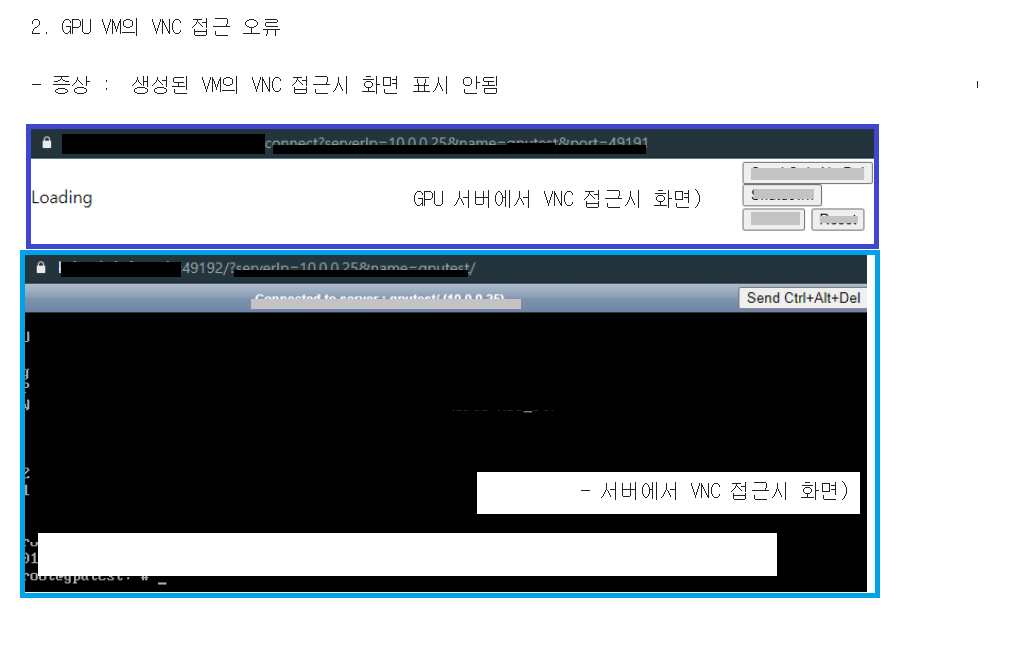 2. GPU VM의 VNC 접근 오류
- 증상 : 생성된 VM의 VNC 접근시 화면 표시 안됨
connect?serverIp=10.0.0.25&name=gputest&port=49191
Loading
GPU 서버에서 VNC 접근시 화면)
Shutdown
Reset
49192/?serverIp=10.0.0.25&name=gputest/
Connected to server : gputest/ (10.0.0.25)
Send Ctrl+Alt+Del
- 서버에서 VNC 접근시 화면)
root@gputest:~# _